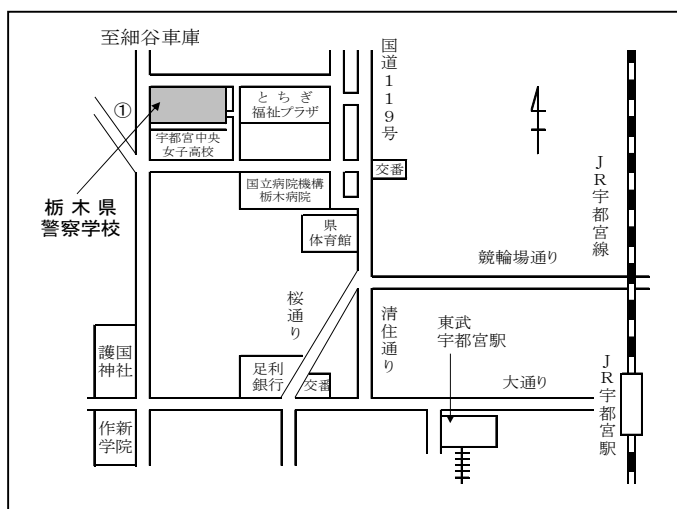 至細谷車庫
①
栃木県
警察学校
宇都宮中央
女子高校
とちぎ
福祉プラザ
国立病院機構
栃木病院
県
体育館
国道119号
交番
JR宇都宮線
競輪場通り
桜通り
清住通り
東武
宇都宮駅
護国
神社
足利
銀行
交番
大通り
JR宇都宮駅
作新
学院